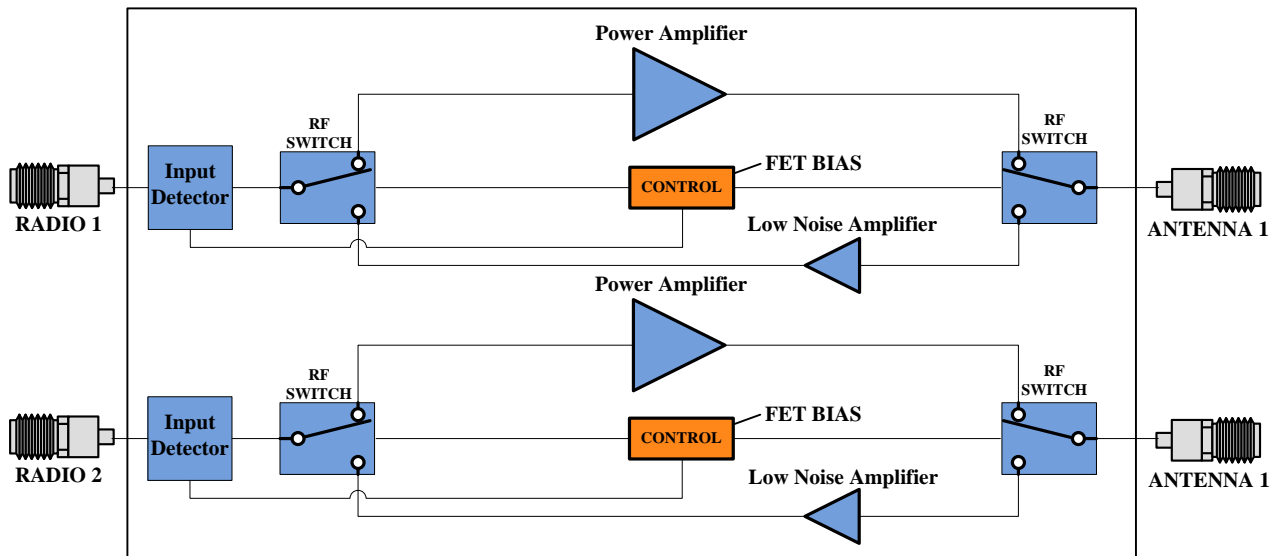 Power Amplifier
RF
SWITCH
RF
SWITCH
Input
Detector
FET BIAS
CONTROL
RADIO 1
Low Noise Amplifier
ANTENNA 1
Power Amplifier
RF
SWITCH
RF
SWITCH
Input
Detector
FET BIAS
CONTROL
RADIO 2
Low Noise Amplifier
ANTENNA 1